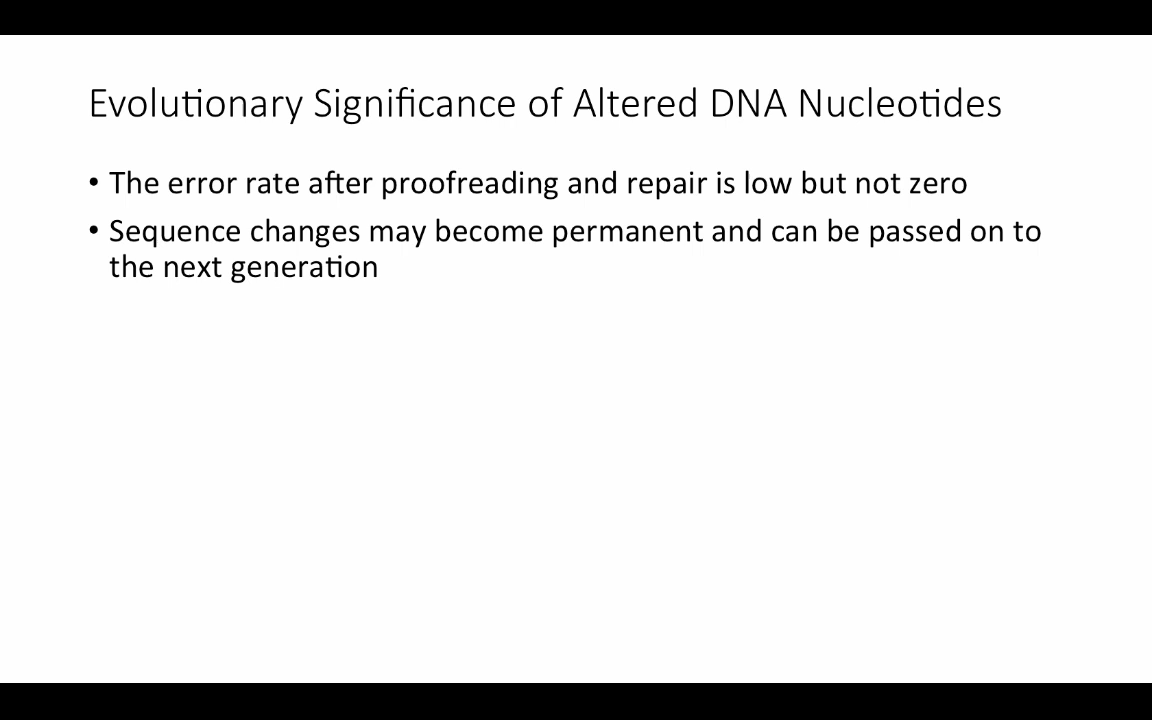 Evolutionary Significance of Altered DNA Nucleotides
• The error rate after proofreading and repair is low but not zero
• Sequence changes may become permanent and can be passed on to
the next generation